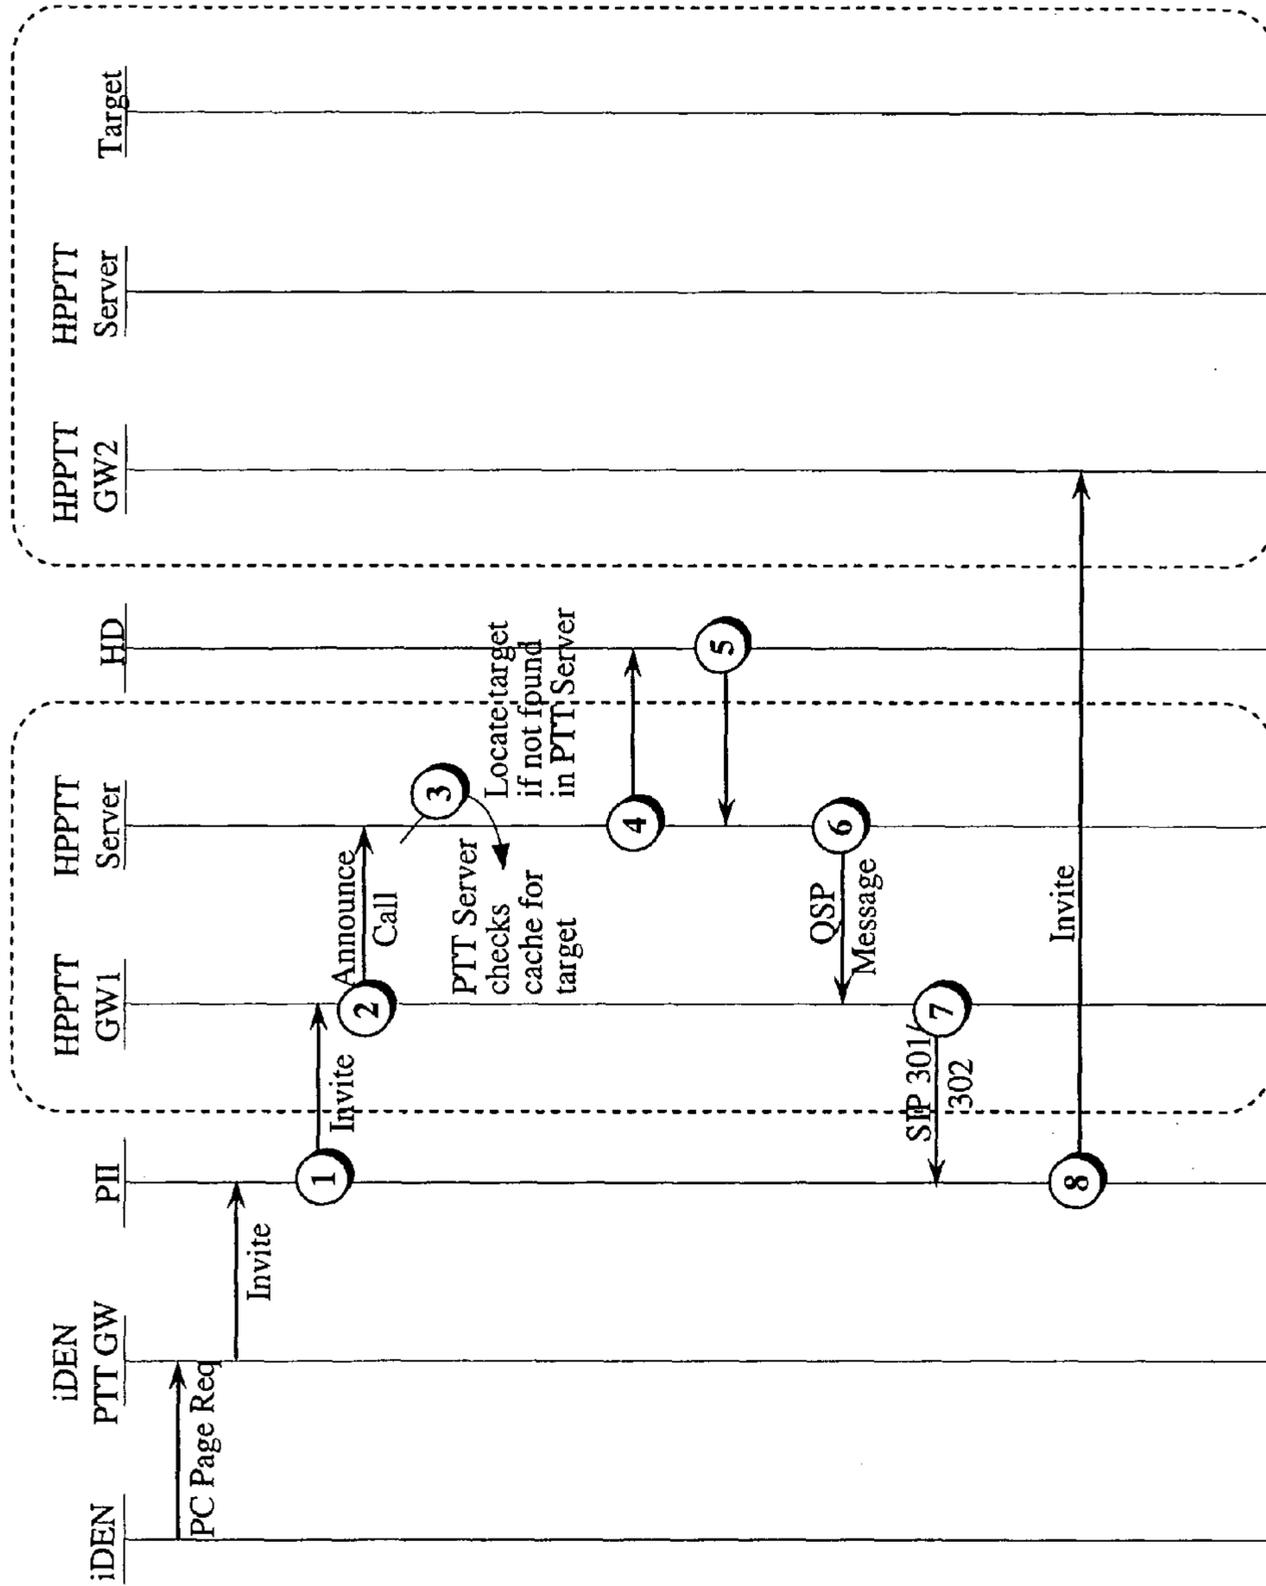 iDEN
iDEN
PTT GW
PII
HPPTT
GW1
HPPTT
Server
HD
HPPTT
GW2
HPPTT
Server
Target
PC Page Req
Invite
1
Invite
2
Announce
Call
3
PTT Server
checks
cache for
target
Locate target
if not found
in PTT Server
4
5
6
QSP
Message
7
SIP 301/
302
8
Invite